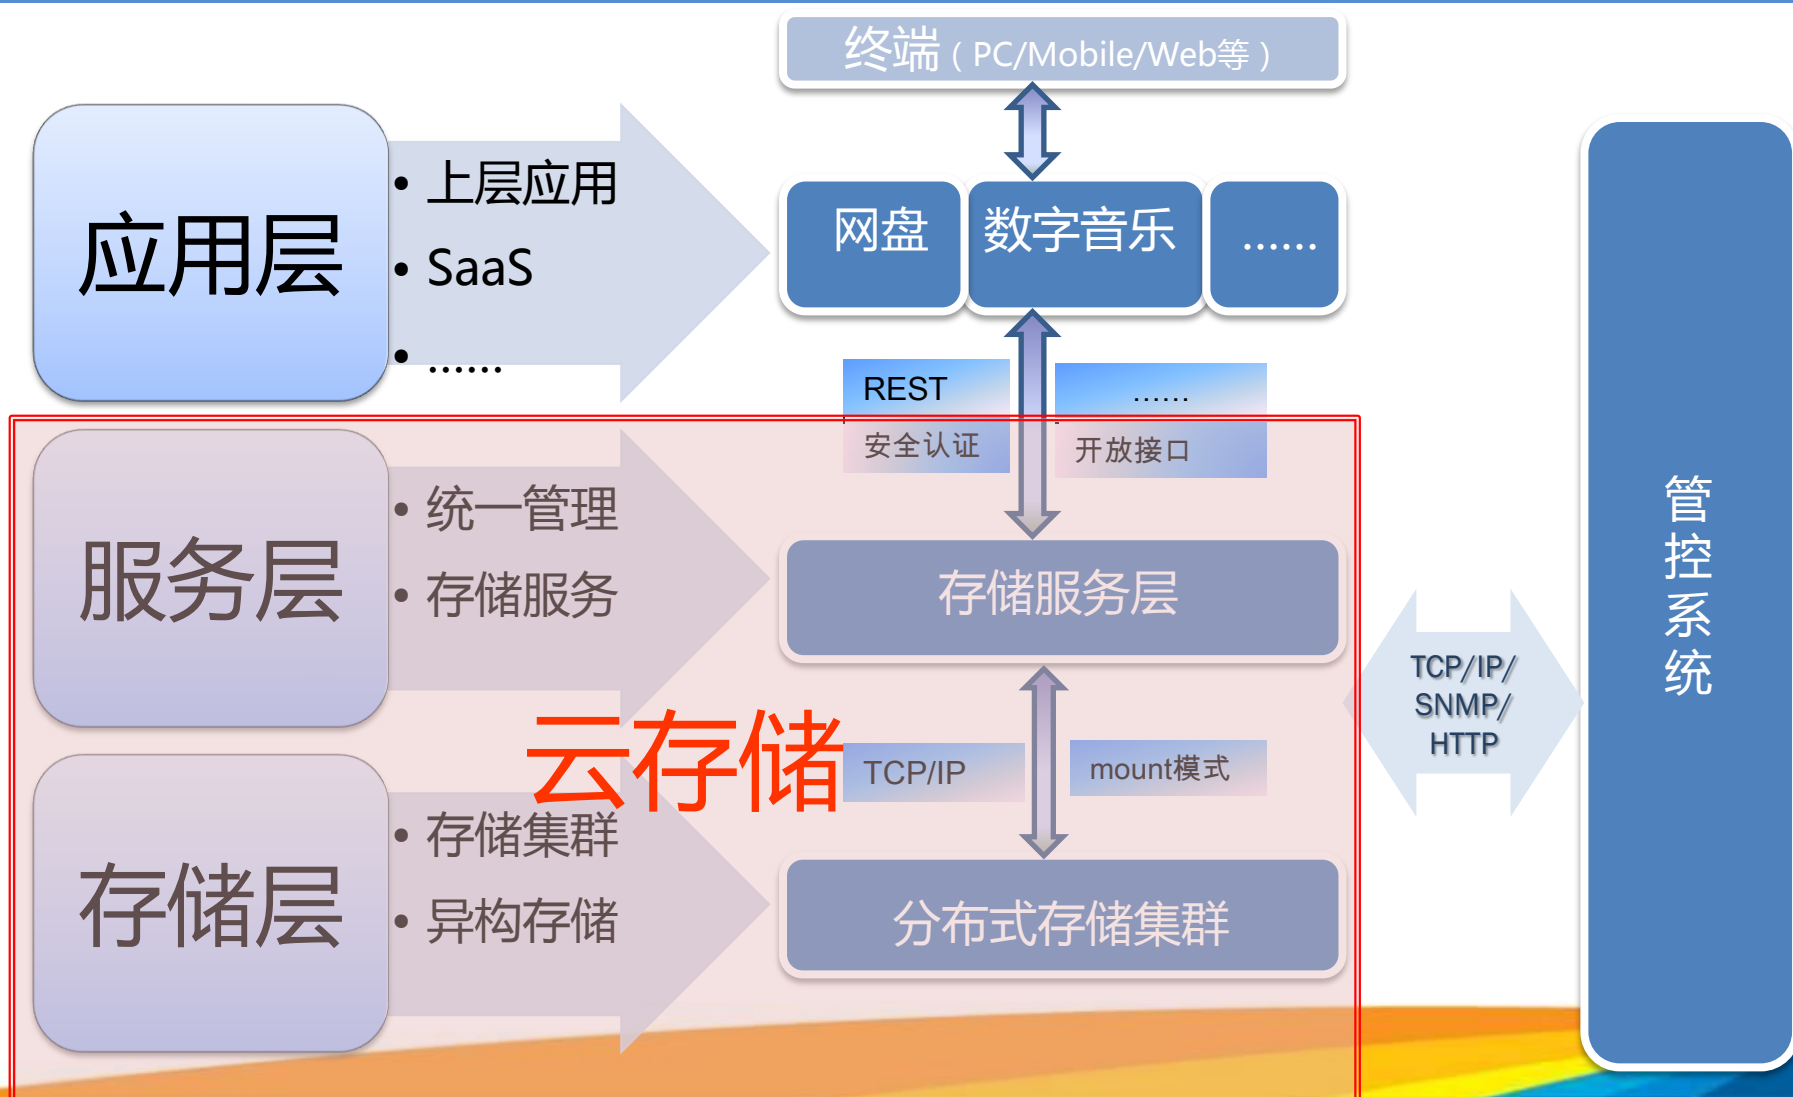 终端（PC/Mobile/Web等）
应用层
• 上层应用
• SaaS
• ......
网盘
数字音乐
......
REST
......
安全认证
开放接口
服务层
• 统一管理
• 存储服务
存储服务层
云存储
TCP/IP
mount模式
存储层
• 存储集群
• 异构存储
分布式存储集群
TCP/IP/
SNMP/
HTTP
管
控
系
统